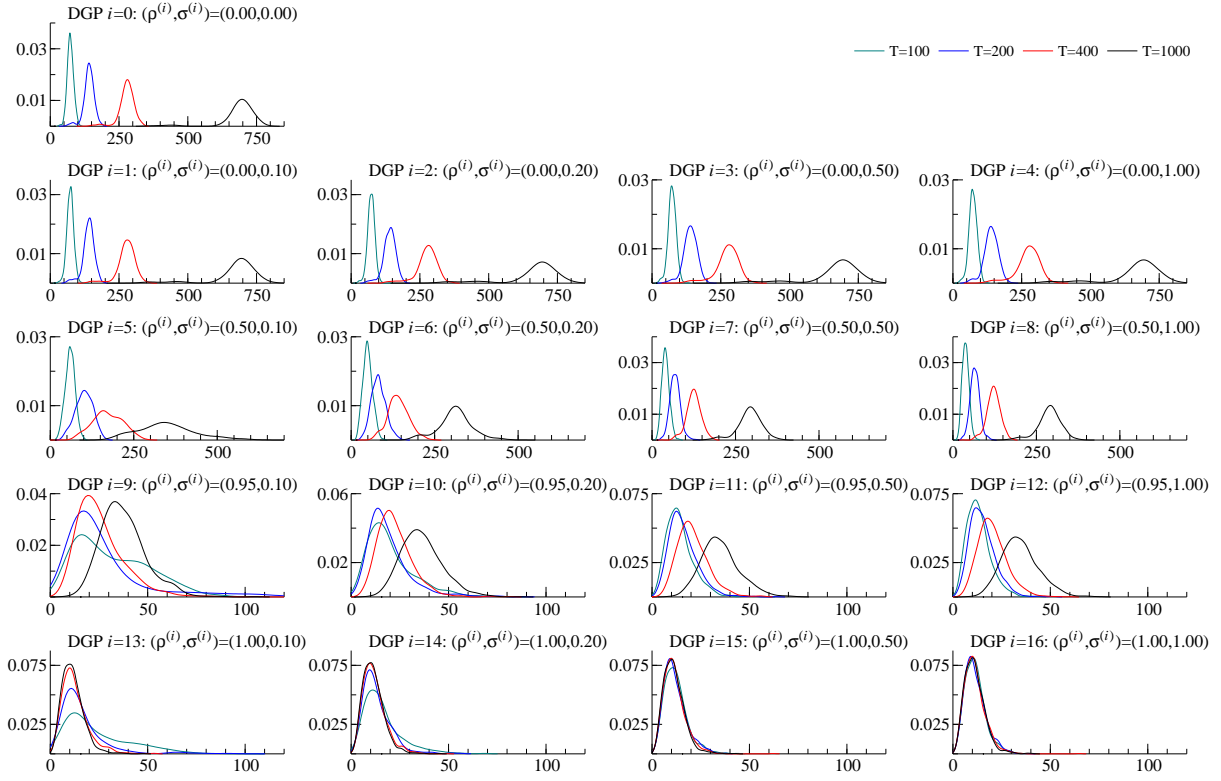 DGP i=0: (ρ(i),σ(i))=(0.00,0.00)
T=100 T=200 T=400 T=1000
0.03
0.01
0 250 500 750
DGP i=1: (ρ(i),σ(i))=(0.00,0.10) DGP i=2: (ρ(i),σ(i))=(0.00,0.20) DGP i=3: (ρ(i),σ(i))=(0.00,0.50) DGP i=4: (ρ(i),σ(i))=(0.00,1.00)
0.03 0.03 0.03 0.03
0.01 0.01 0.01 0.01
0 250 500 750 0 250 500 750 0 250 500 750 0 250 500 750
DGP i=5: (ρ(i),σ(i))=(0.50,0.10) DGP i=6: (ρ(i),σ(i))=(0.50,0.20) DGP i=7: (ρ(i),σ(i))=(0.50,0.50) DGP i=8: (ρ(i),σ(i))=(0.50,1.00)
0.03 0.03 0.03 0.03
0.01 0.01 0.01 0.01
0 250 500 0 250 500 0 250 500 0 250 500
DGP i=9: (ρ(i),σ(i))=(0.95,0.10) DGP i=10: (ρ(i),σ(i))=(0.95,0.20) DGP i=11: (ρ(i),σ(i))=(0.95,0.50) DGP i=12: (ρ(i),σ(i))=(0.95,1.00)
0.04 0.06 0.075 0.075
0.02 0.02 0.025 0.025
0 50 100 0 50 100 0 50 100 0 50 100
DGP i=13: (ρ(i),σ(i))=(1.00,0.10) DGP i=14: (ρ(i),σ(i))=(1.00,0.20) DGP i=15: (ρ(i),σ(i))=(1.00,0.50) DGP i=16: (ρ(i),σ(i))=(1.00,1.00)
0.075 0.075 0.075 0.075
0.025 0.025 0.025 0.025
0 50 100 0 50 100 0 50 100 0 50 100